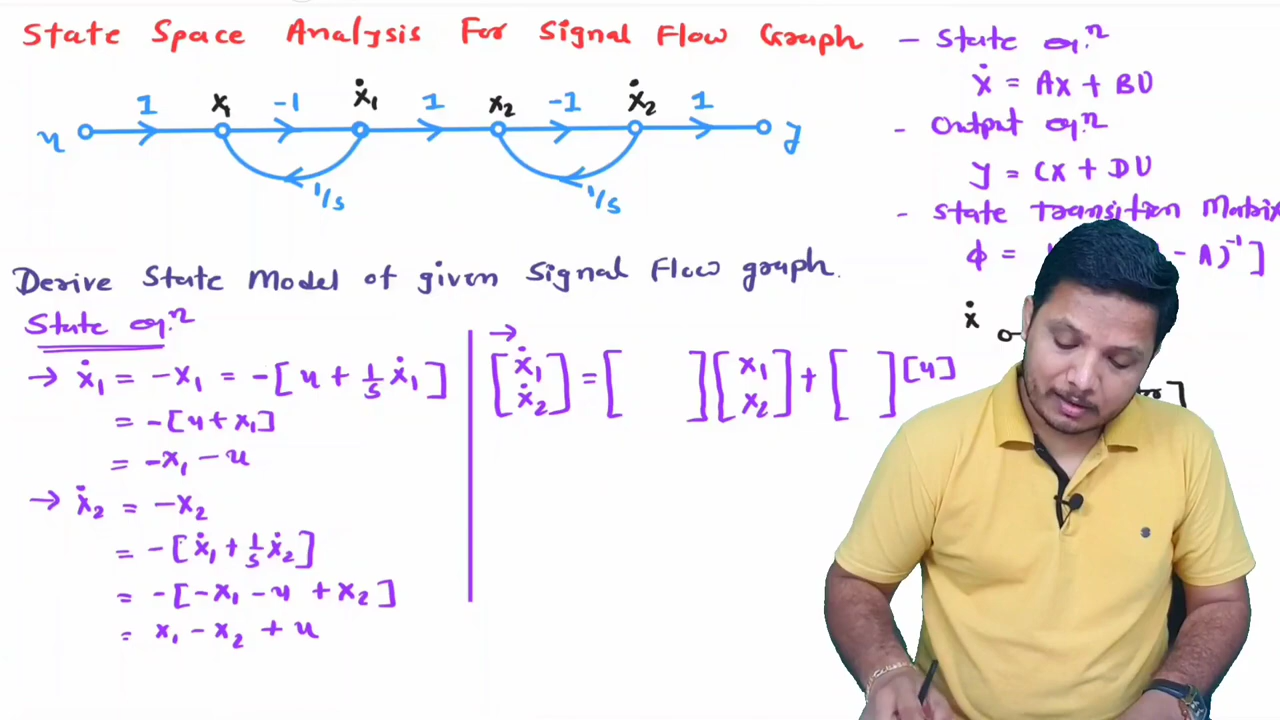 State Space Analysis For Signal Flow Graph
u 1 x₁ -1 ẋ₁ 1 x₂ -1 ẋ₂ 1 y
1/s 1/s
- State eq.ⁿ
ẋ = Ax + BU
- Output eq.ⁿ
y = Cx + DU
- State transition Matrix
ϕ = - A)⁻¹]
ẋ
Derive State Model of given Signal Flow graph.
State eq.ⁿ
→ ẋ₁ = -x₁ = -[u + 1/s ẋ₁]
= -[u + x₁]
= -x₁ - u
→ ẋ₂ = -x₂
= -[ẋ₁ + 1/s ẋ₂]
= -[-x₁ - u + x₂]
= x₁ - x₂ + u
→
[ẋ₁ ẋ₂] = [ ] [x₁ x₂] + [ ] [u]